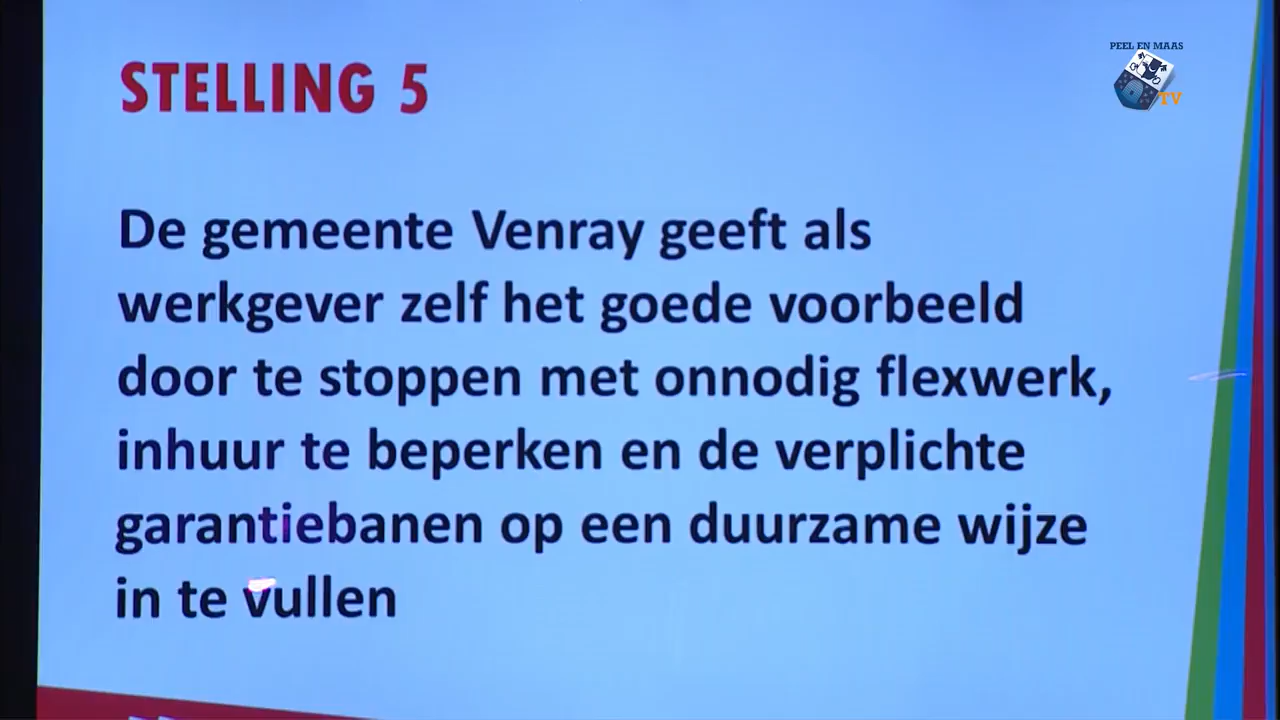 STELLING 5
PEEL EN MAAS
TV
De gemeente Venray geeft als
werkgever zelf het goede voorbeeld
door te stoppen met onnodig flexwerk,
inhuur te beperken en de verplichte
garantiebanen op een duurzame wijze
in te vullen